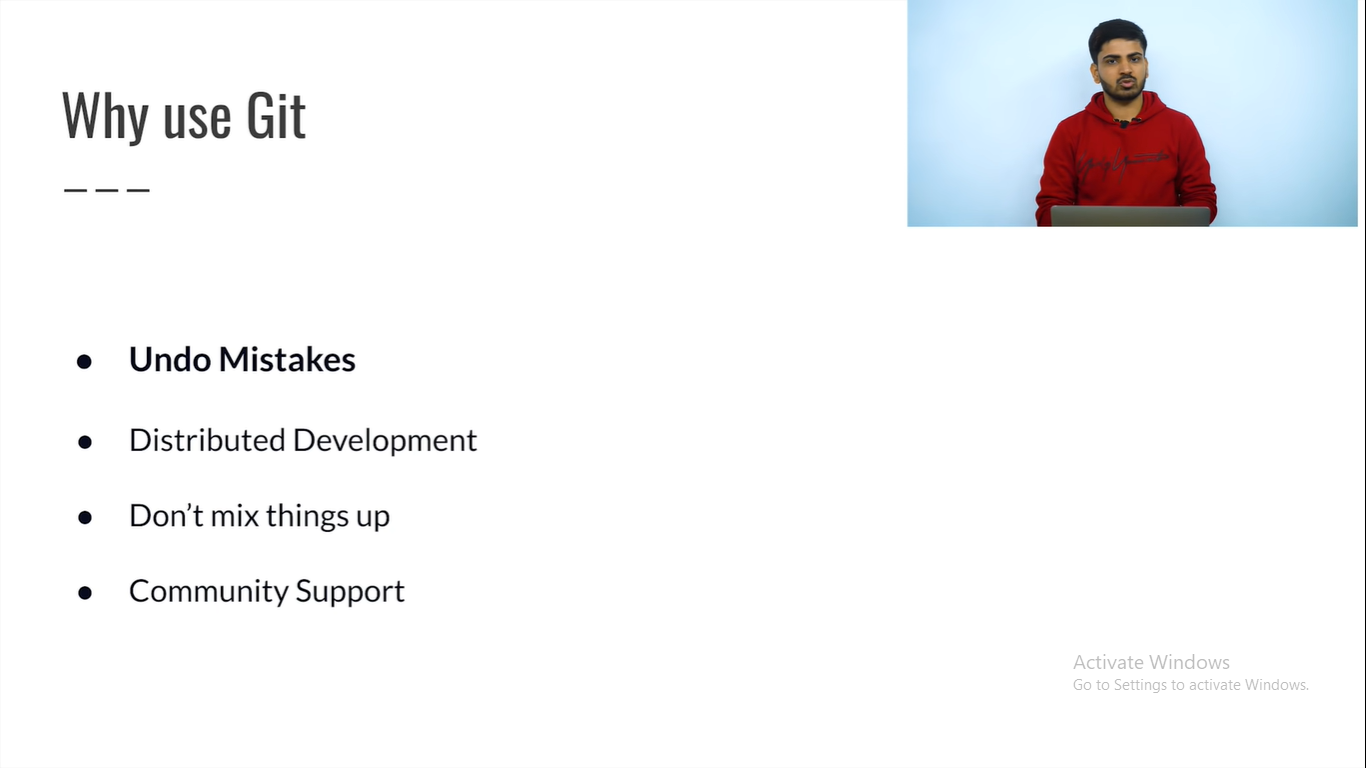 Why use Git
Undo Mistakes
Distributed Development
Don’t mix things up
Community Support
Activate Windows
Go to Settings to activate Windows.